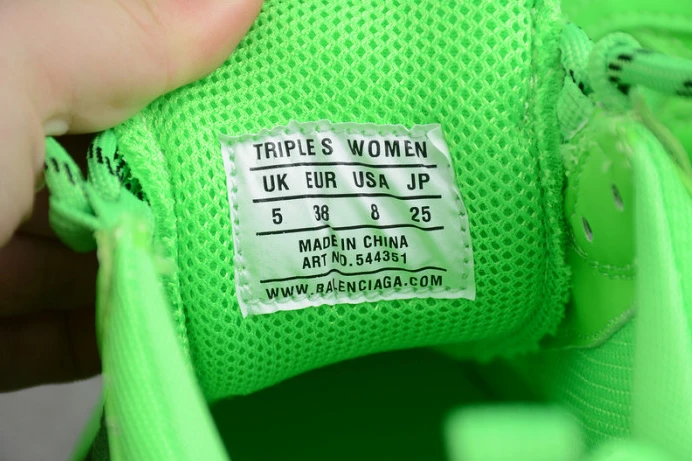 TRIPLE S WOMEN
UK EUR USA JP
5 38 8 25
MADE IN CHINA
ART NO.544351
WWW.BALENCIAGA.COM